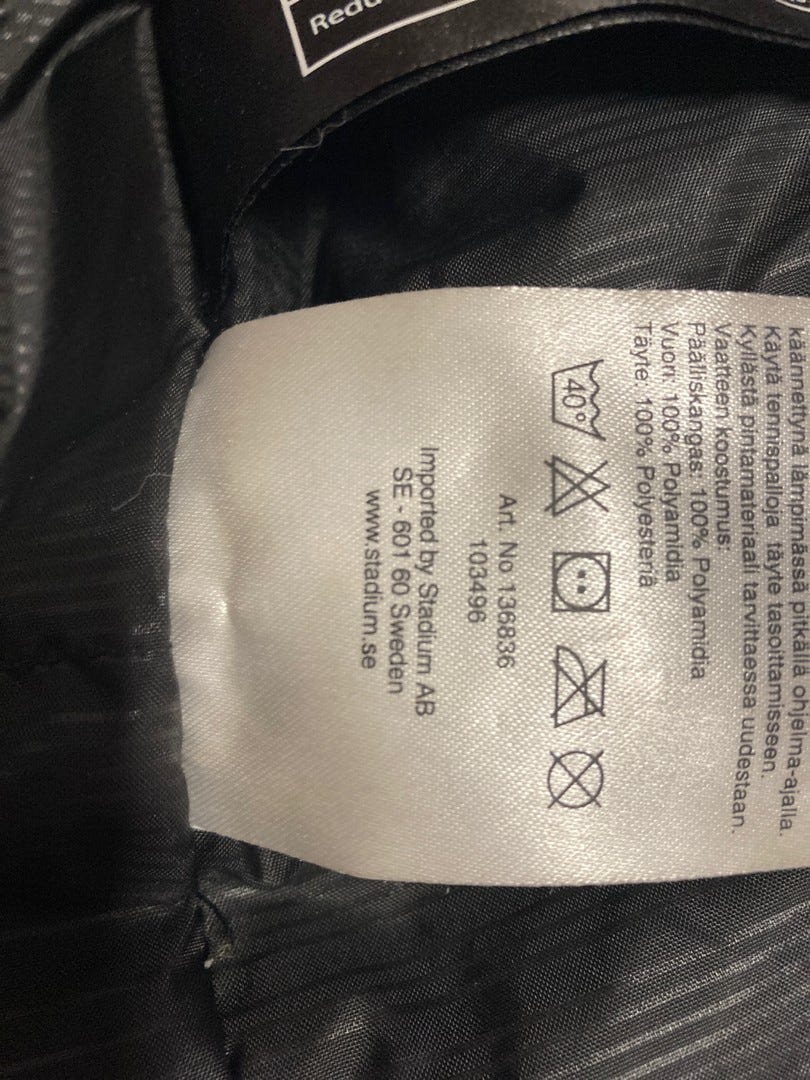 Redu
käännettynä lämpimässä pitkällä ohjelma-ajalla.
Käytä tennispalloja täyte tasoittamisseen.
Kyllästä pintamateriaali tarvittaessa uudestaan.
Vaatteen koostumus:
Päälliskangas: 100% Polyamidia
Vuori: 100% Polyamidia
Täyte: 100% Polyesteriä
40°
Art. No 136836
103496
Imported by Stadium AB
SE - 601 60 Sweden
www.stadium.se